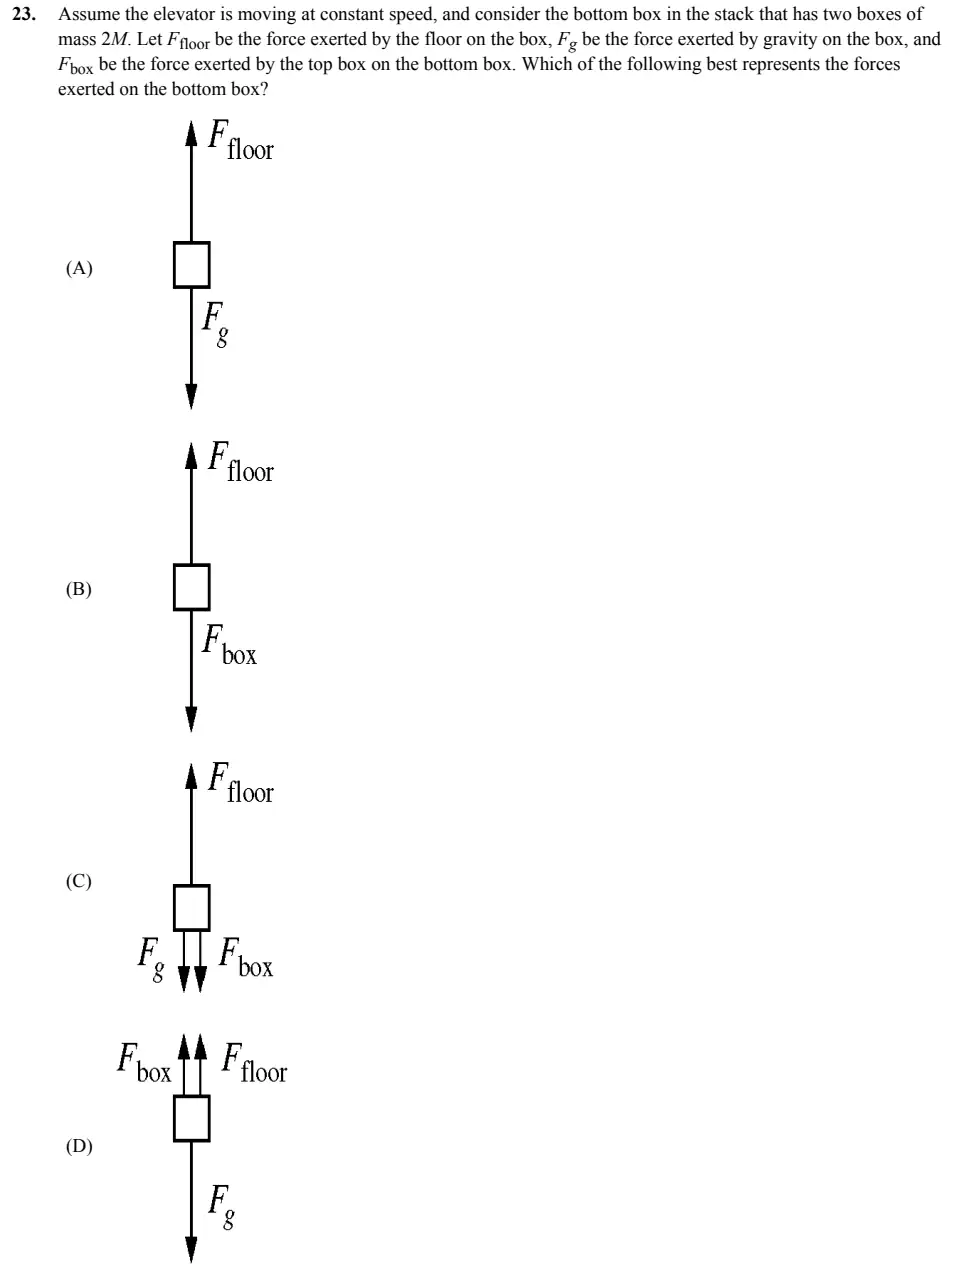 23. Assume the elevator is moving at constant speed, and consider the bottom box in the stack that has two boxes of
mass 2M. Let Ffloor be the force exerted by the floor on the box, Fg be the force exerted by gravity on the box, and
Fbox be the force exerted by the top box on the bottom box. Which of the following best represents the forces
exerted on the bottom box?
Ffloor
(A)
Fg
Ffloor
(B)
Fbox
Ffloor
(C)
Fg Fbox
Fbox Ffloor
(D)
Fg